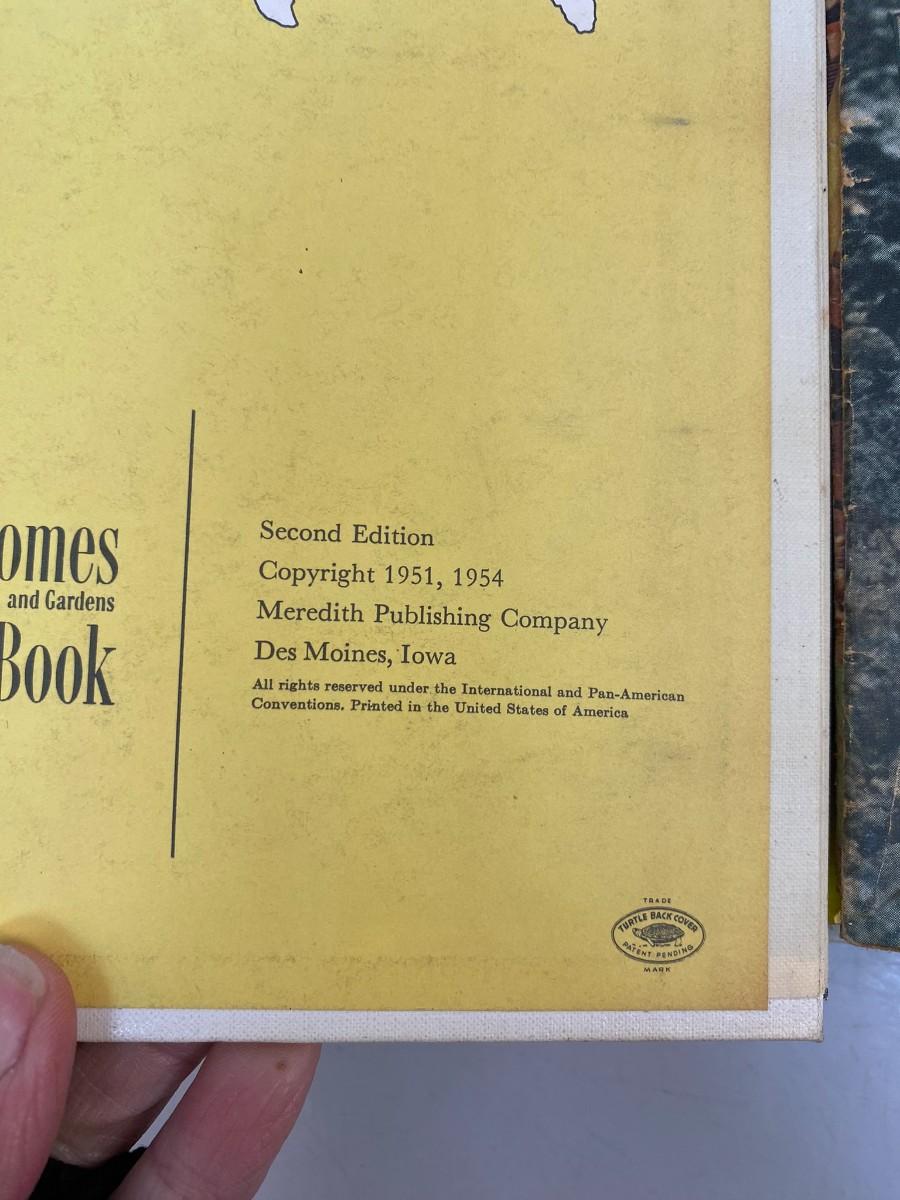 omes
and Gardens
Book
Second Edition
Copyright 1951, 1954
Meredith Publishing Company
Des Moines, Iowa
All rights reserved under the International and Pan-American
Conventions. Printed in the United States of America
TRADE
TURTLE BACK COVER
PATENT PENDING
MARK